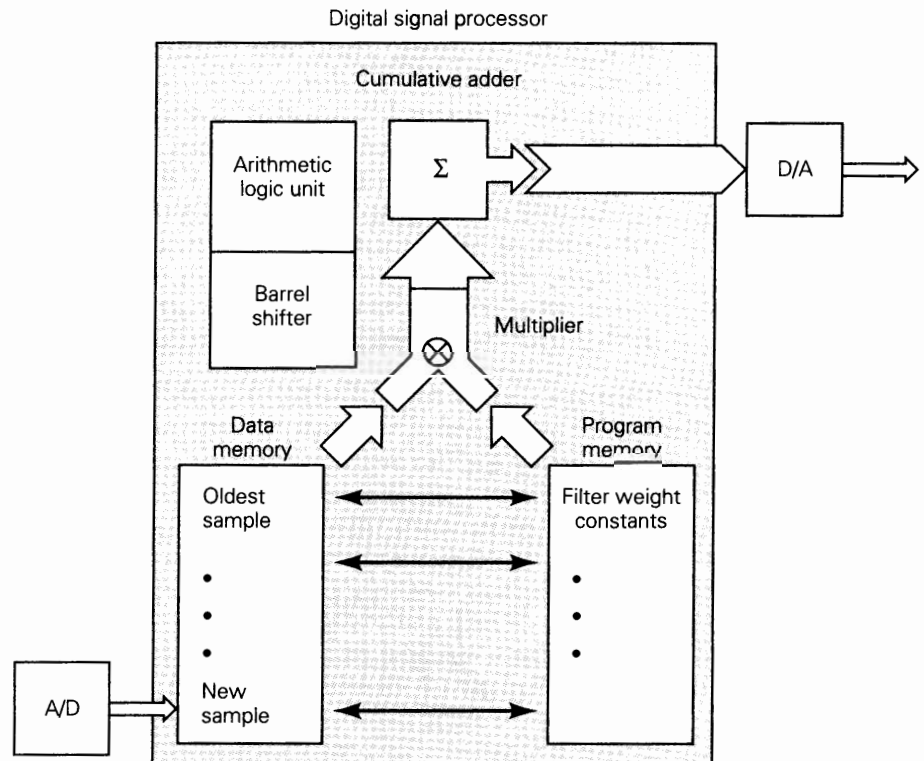 Digital signal processor
Cumulative adder
Arithmetic
logic unit
Σ
D/A
Barrel
shifter
Multiplier
Data
memory
Program
memory
Oldest
sample
Filter weight
constants
New
sample
A/D